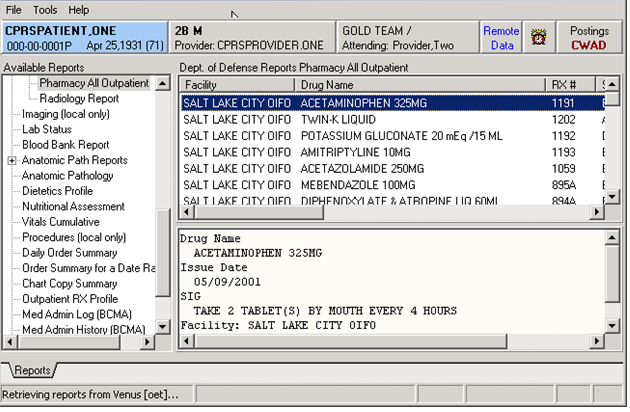 File Tools Help
CPRSPATIENT,ONE
000-00-0001P Apr 25,1931 (71)
2B M
Provider: CPRSPROVIDER.ONE
GOLD TEAM /
Attending: Provider,Two
Remote
Data
Postings
CWAD
Available Reports
Pharmacy All Outpatient
Radiology Report
Imaging (local only)
Lab Status
Blood Bank Report
Anatomic Path Reports
Anatomic Pathology
Dietetics Profile
Nutritional Assessment
Vitals Cumulative
Procedures (local only)
Daily Order Summary
Order Summary for a Date Ra
Chart Copy Summary
Outpatient RX Profile
Med Admin Log (BCMA)
Med Admin History (BCMA)
Dept. of Defense Reports Pharmacy All Outpatient
Facility Drug Name RX #
SALT LAKE CITY OIFO ACETAMINOPHEN 325MG 1191
SALT LAKE CITY OIFO TWIN-K LIQUID 1202
SALT LAKE CITY OIFO POTASSIUM GLUCONATE 20 mEq /15 ML 1192
SALT LAKE CITY OIFO AMITRIPTYLINE 10MG 1193
SALT LAKE CITY OIFO ACETAZOLAMIDE 250MG 1059
SALT LAKE CITY OIFO MEBENDAZOLE 100MG 895A
SALT LAKE CITY OIFO DIPHENOXYLATE & ATROPINE LIQ 60ML 894A
Drug Name
ACETAMINOPHEN 325MG
Issue Date
05/09/2001
SIG
TAKE 2 TABLET(S) BY MOUTH EVERY 4 HOURS
Facility: SALT LAKE CITY OIFO
Reports
Retrieving reports from Venus [oet]...